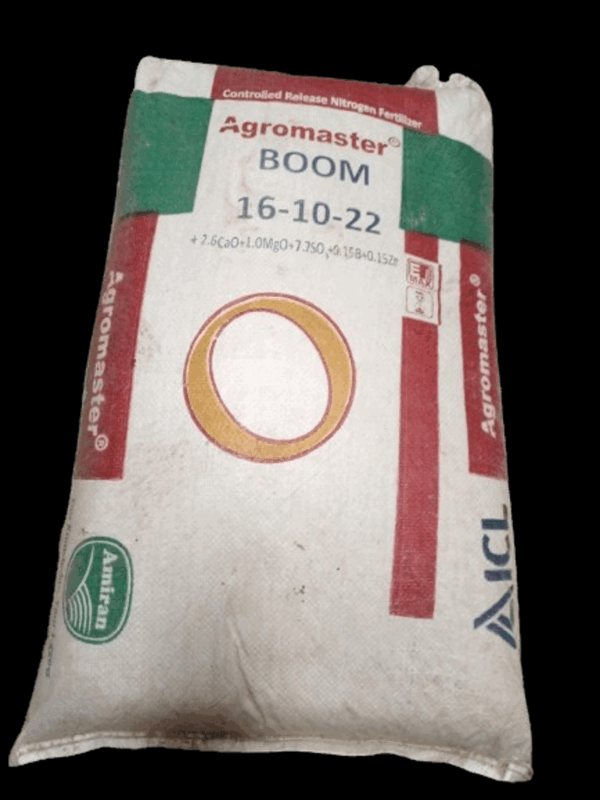 Controlled Release Nitrogen Fertilizer
Agromaster®
BOOM
16-10-22
+ 2.6CaO+1.0MgO+7.7SO3+0.15B+0.15Zn
E
MAX
Agromaster®
Agromaster®
Amiran
ICL